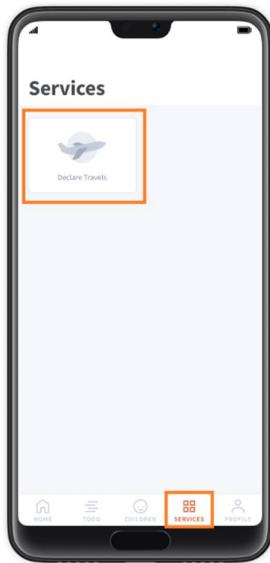 Services
Declare Travels
HOME
TODO
CHILDREN
SERVICES
PROFILE